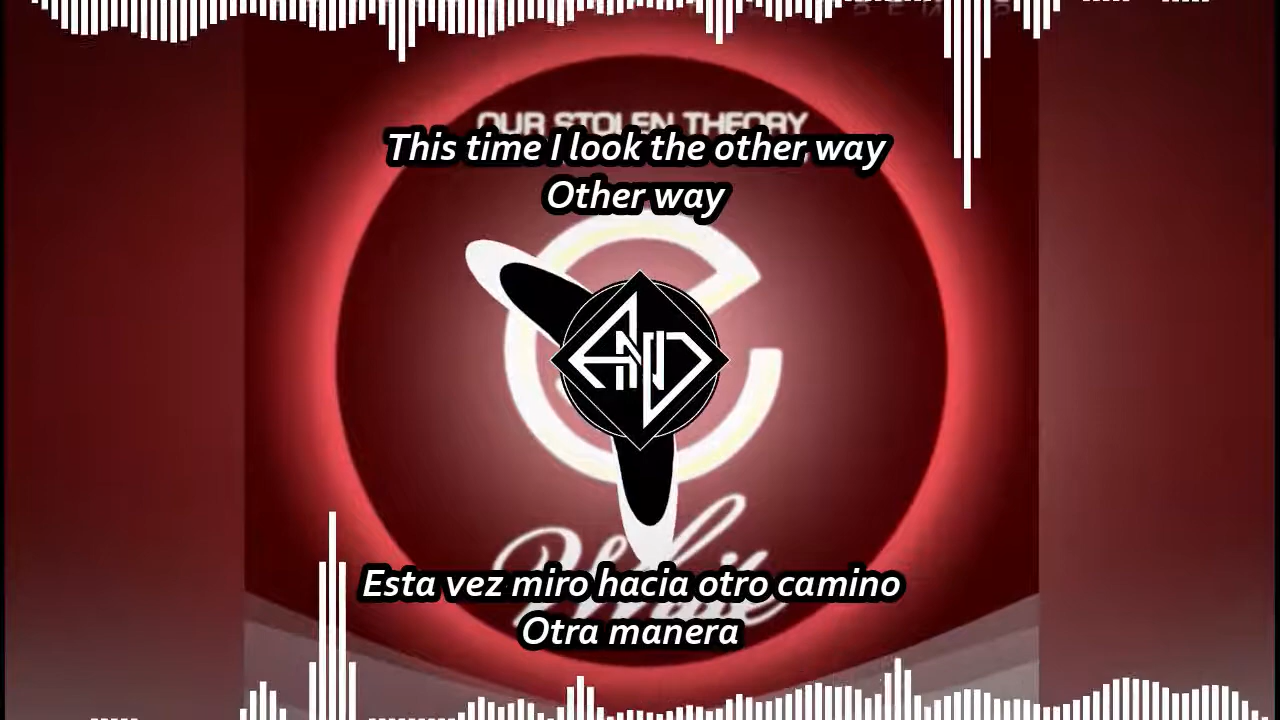 OUR STOLEN THEORY
This time I look the other way
Other way
White
Esta vez miro hacia otro camino
Otra manera